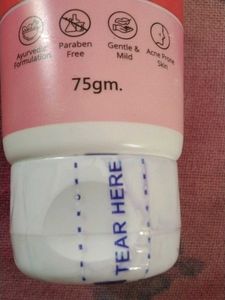 Ayurvedic
Formulation
Paraben
Free
Gentle &
Mild
Acne Prone
Skin
75gm.
TEAR HERE